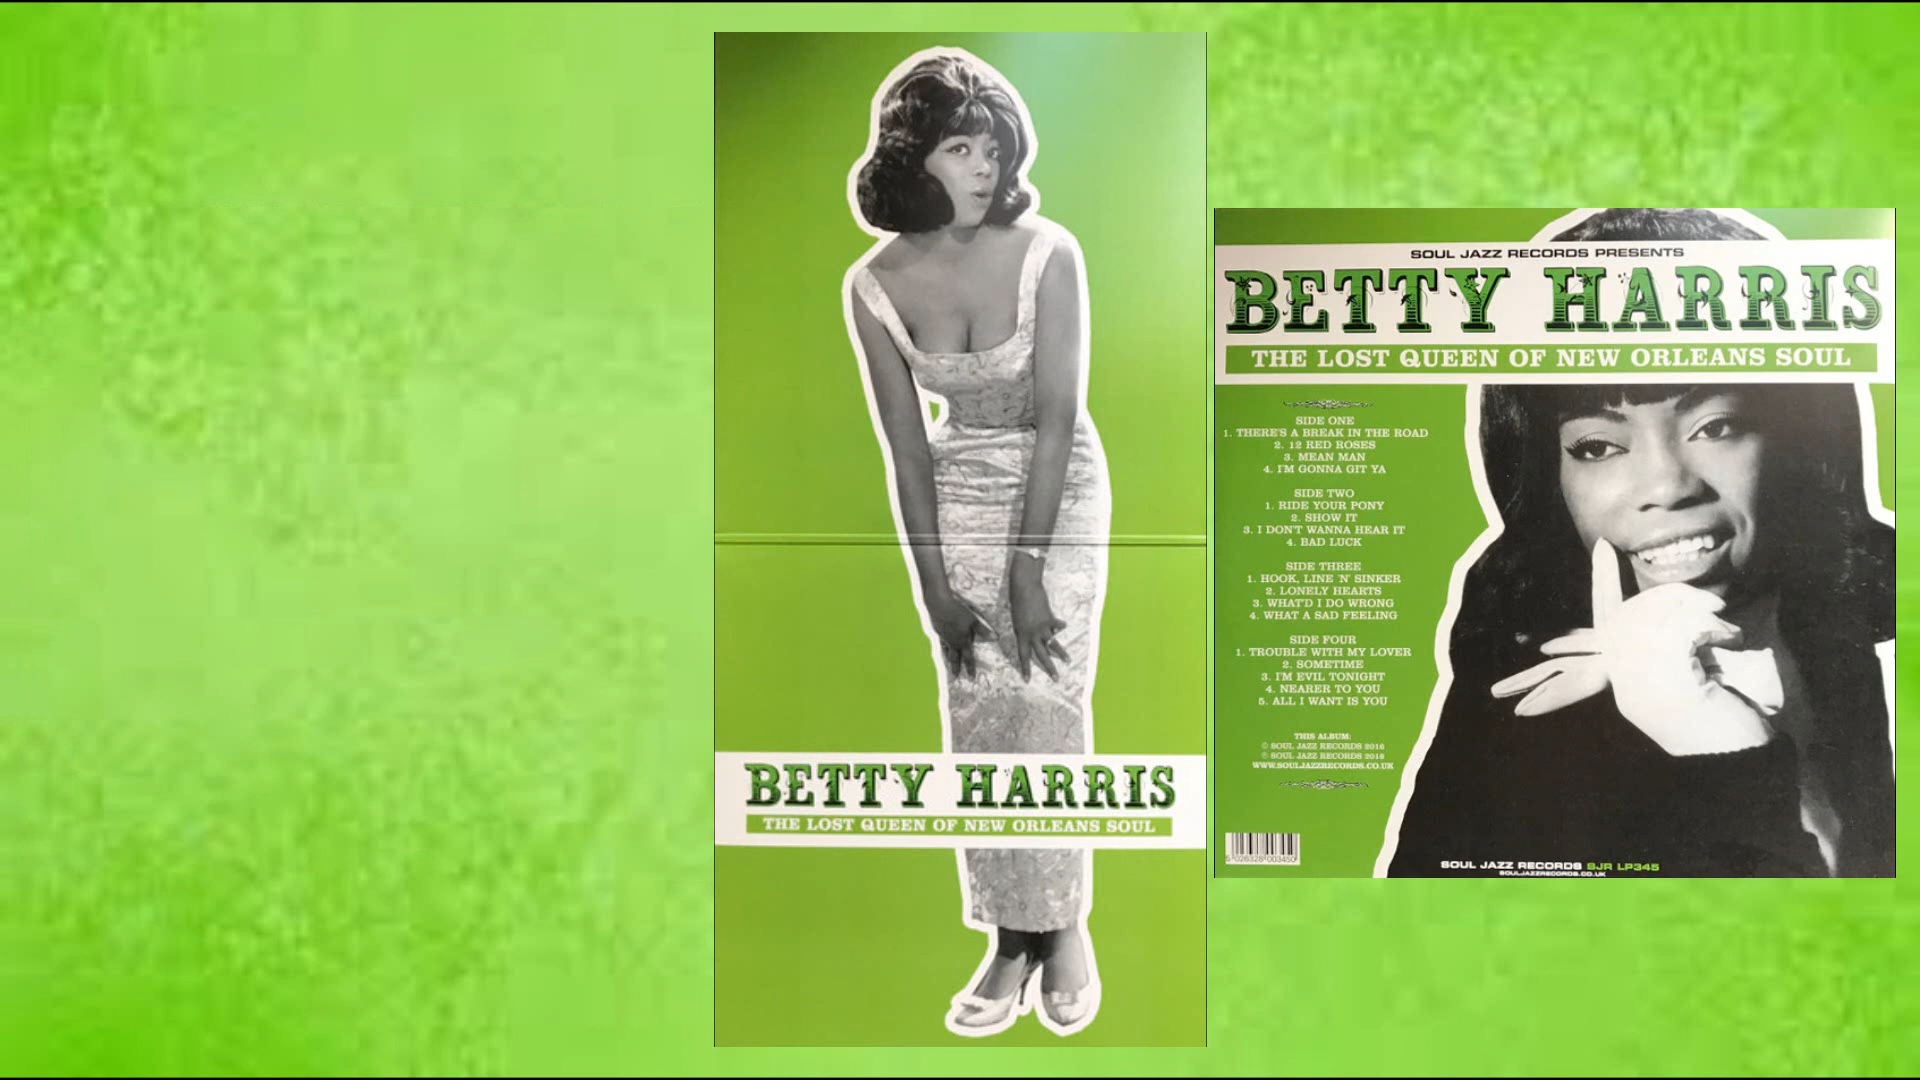 BETTY HARRIS
THE LOST QUEEN OF NEW ORLEANS SOUL
SOUL JAZZ RECORDS PRESENTS
BETTY HARRIS
THE LOST QUEEN OF NEW ORLEANS SOUL
SIDE ONE
1. THERE'S A BREAK IN THE ROAD
2. 12 RED ROSES
3. MEAN MAN
4. I'M GONNA GIT YA
SIDE TWO
1. RIDE YOUR PONY
2. SHOW IT
3. I DON'T WANNA HEAR IT
4. BAD LUCK
SIDE THREE
1. HOOK, LINE 'N' SINKER
2. LONELY HEARTS
3. WHAT'D I DO WRONG
4. WHAT A SAD FEELING
SIDE FOUR
1. TROUBLE WITH MY LOVER
2. SOMETIME
3. I'M EVIL TONIGHT
4. NEARER TO YOU
5. ALL I WANT IS YOU
THIS ALBUM:
© SOUL JAZZ RECORDS 2016
℗ SOUL JAZZ RECORDS 2016
WWW.SOULJAZZRECORDS.CO.UK
5 026328 003450
SOUL JAZZ RECORDS SJR LP345
SOULJAZZRECORDS.CO.UK